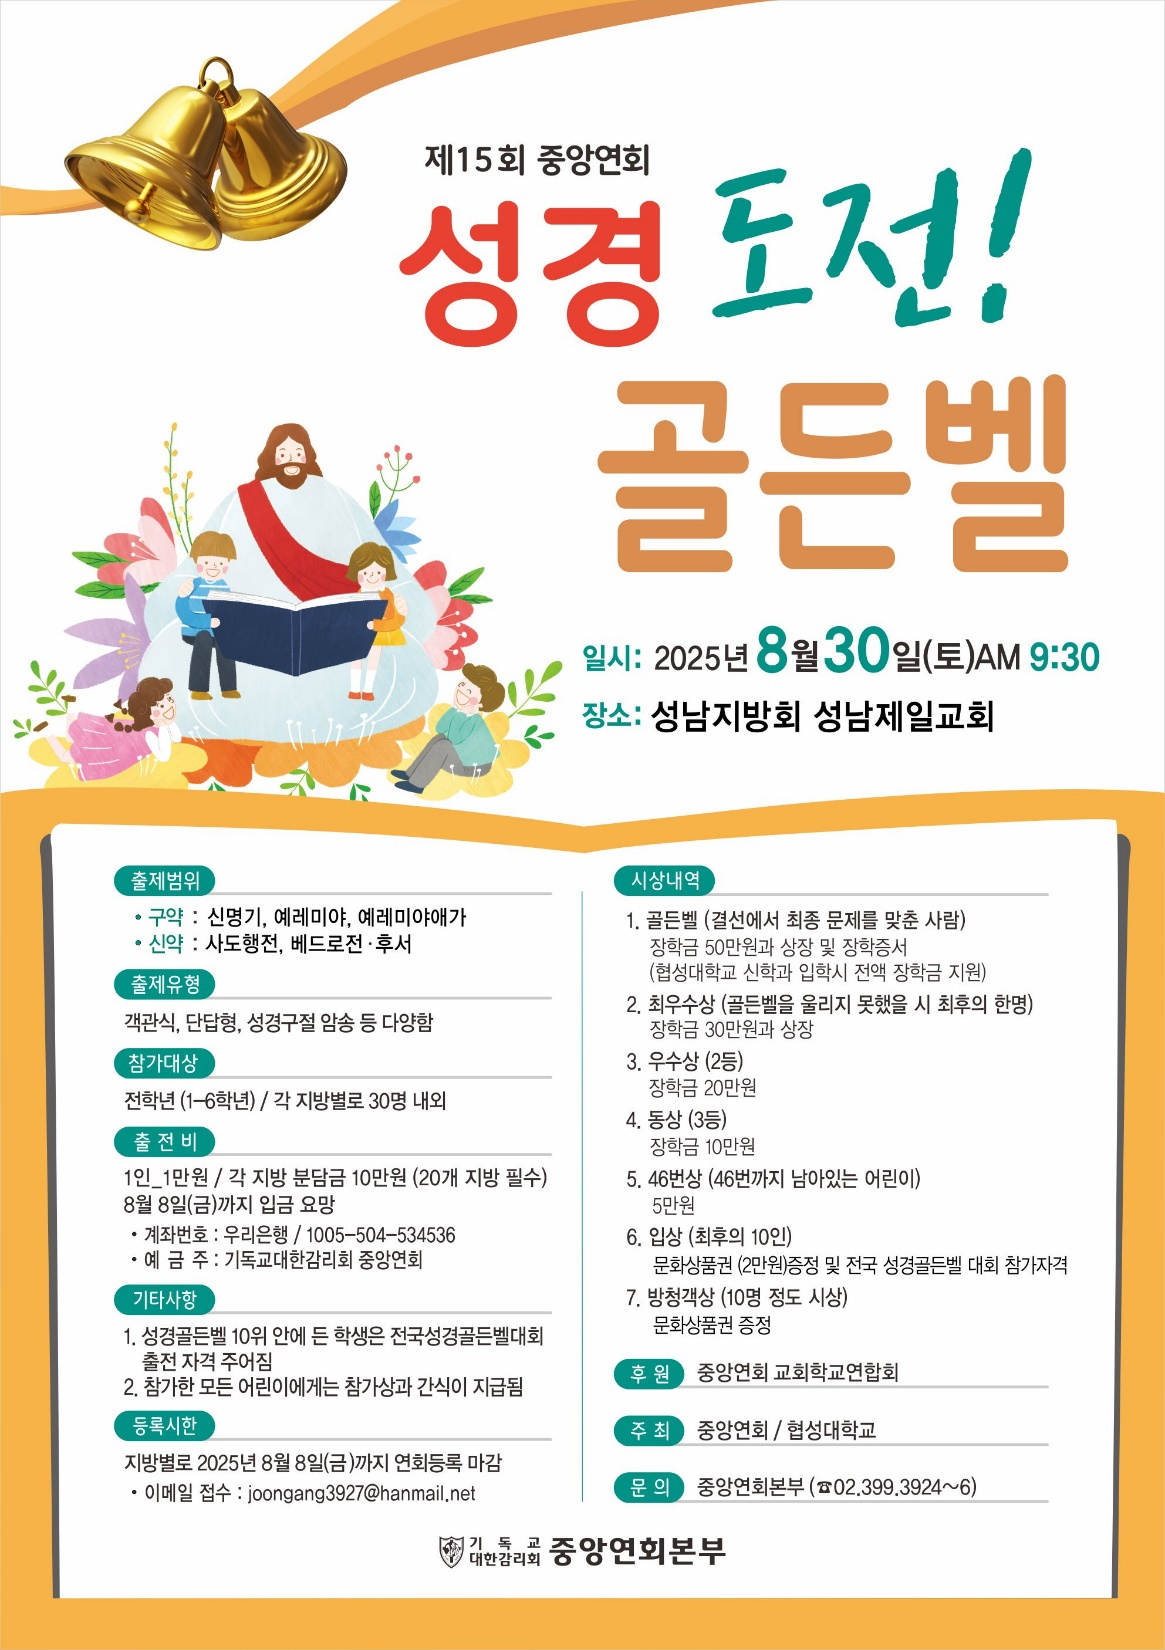 제15회 중앙연회
성경 도전!
골든벨
일시: 2025년 8월 30일(토)AM 9:30
장소: 성남지방회 성남제일교회
출제범위
• 구약 : 신명기, 예레미야, 예레미야애가
• 신약 : 사도행전, 베드로전·후서
출제유형
객관식, 단답형, 성경구절 암송 등 다양함
참가대상
전학년 (1-6학년) / 각 지방별로 30명 내외
출 전 비
1인_1만원 / 각 지방 분담금 10만원 (20개 지방 필수)
8월 8일(금)까지 입금 요망
• 계좌번호 : 우리은행 / 1005-504-534536
• 예 금 주 : 기독교대한감리회 중앙연회
기타사항
1. 성경골든벨 10위 안에 든 학생은 전국성경골든벨대회
출전 자격 주어짐
2. 참가한 모든 어린이에게는 참가상과 간식이 지급됨
등록시한
지방별로 2025년 8월 8일(금)까지 연회등록 마감
• 이메일 접수 : joongang3927@hanmail.net
시상내역
1. 골든벨 (결선에서 최종 문제를 맞춘 사람)
장학금 50만원과 상장 및 장학증서
(협성대학교 신학과 입학시 전액 장학금 지원)
2. 최우수상 (골든벨을 울리지 못했을 시 최후의 한명)
장학금 30만원과 상장
3. 우수상 (2등)
장학금 20만원
4. 동상 (3등)
장학금 10만원
5. 46번상 (46번까지 남아있는 어린이)
5만원
6. 입상 (최후의 10인)
문화상품권 (2만원)증정 및 전국 성경골든벨 대회 참가자격
7. 방청객상 (10명 정도 시상)
문화상품권 증정
후 원 중앙연회 교회학교연합회
주 최 중앙연회 / 협성대학교
문 의 중앙연회본부 (☎02.399.3924~6)
기 독 교
대한감리회 중앙연회본부